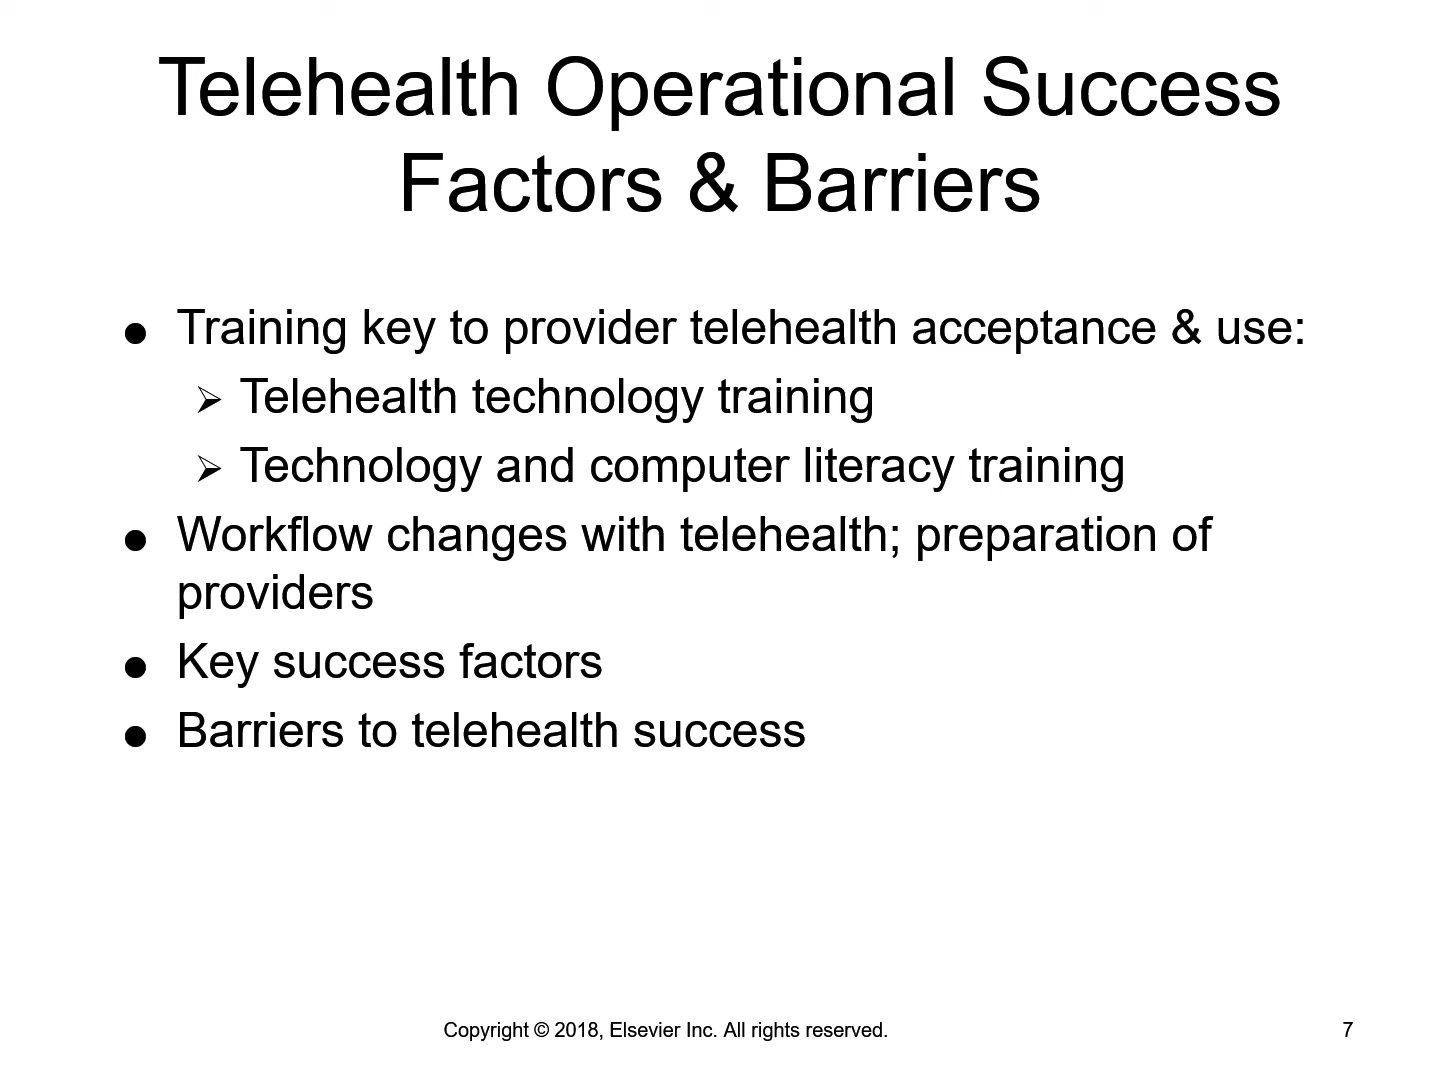 Telehealth Operational Success
Factors & Barriers
● Training key to provider telehealth acceptance & use:
➢ Telehealth technology training
➢ Technology and computer literacy training
● Workflow changes with telehealth; preparation of
providers
● Key success factors
● Barriers to telehealth success
Copyright © 2018, Elsevier Inc. All rights reserved.
7